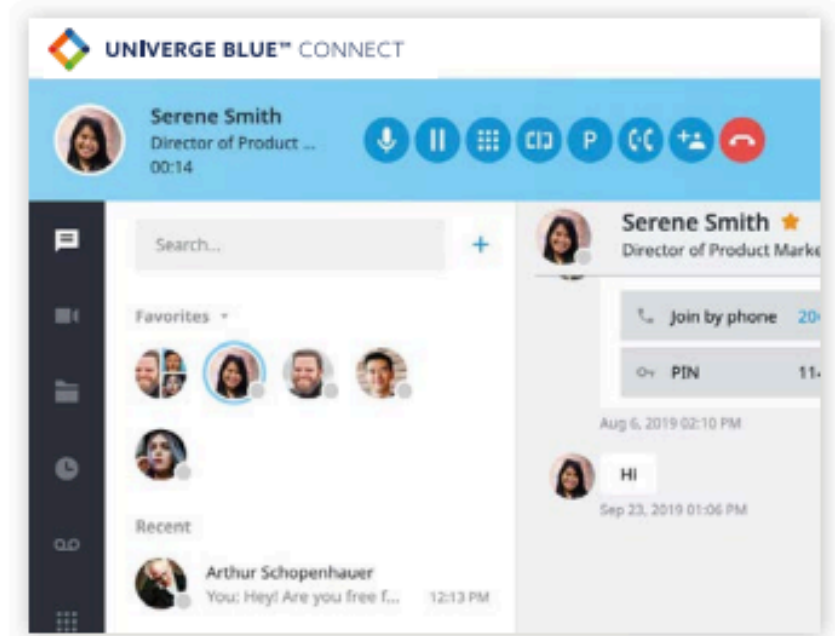 UNIVERGE BLUE™ CONNECT
Serene Smith
Director of Product ...
00:14
P
Search...
+
Favorites
Recent
Arthur Schopenhauer
You: Hey! Are you free f...
12:13 PM
Serene Smith
Director of Product Marke
Join by phone 20
PIN 114
Aug 6, 2019 02:10 PM
Hi
Sep 23, 2019 01:06 PM